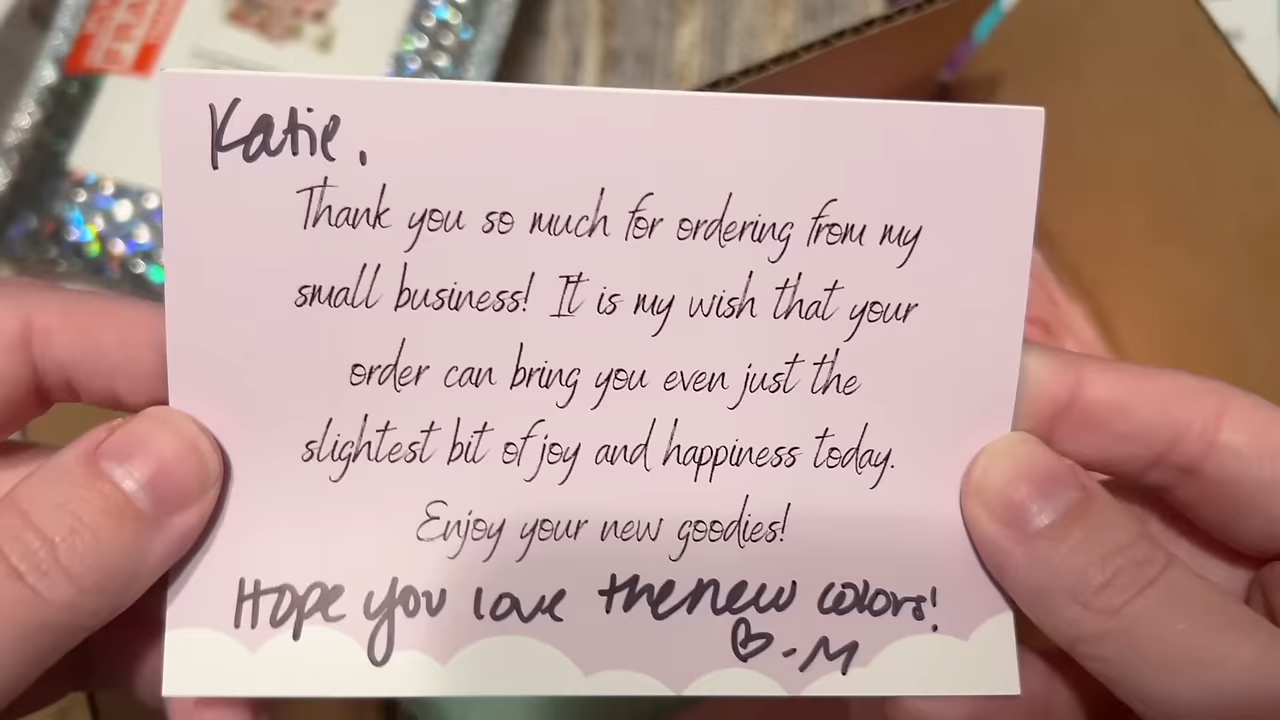 Katie.
Thank you so much for ordering from my
small business! It is my wish that your
order can bring you even just the
slightest bit of joy and happiness today.
Enjoy your new goodies!
Hope you love the new colors!
♡ - M